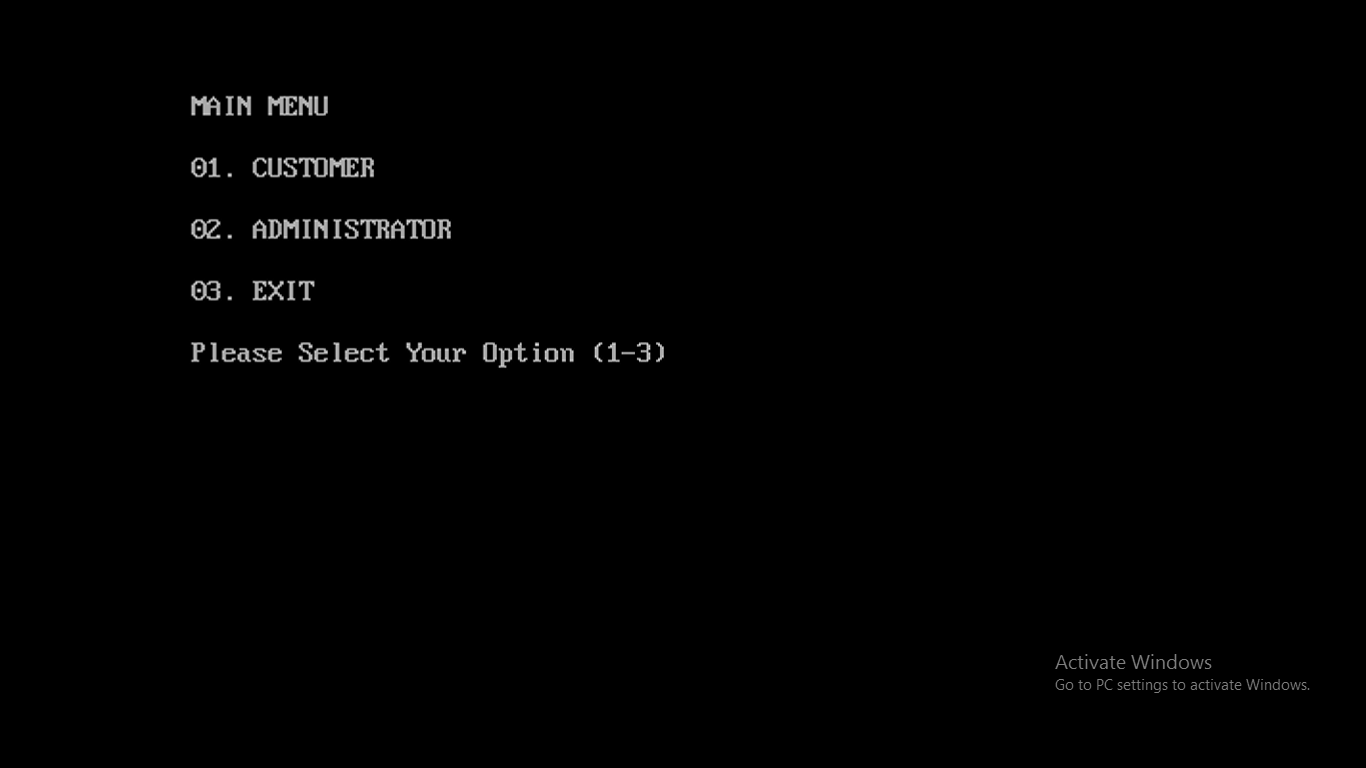 MAIN MENU
01. CUSTOMER
02. ADMINISTRATOR
03. EXIT
Please Select Your Option (1-3)
Activate Windows
Go to PC settings to activate Windows.